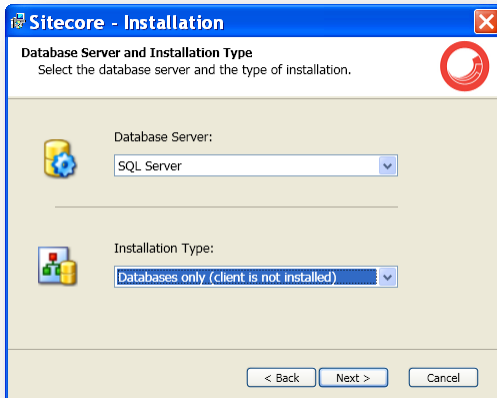 Sitecore - Installation
Database Server and Installation Type
Select the database server and the type of installation.
Database Server:
SQL Server
Installation Type:
Databases only (client is not installed)
< Back Next > Cancel